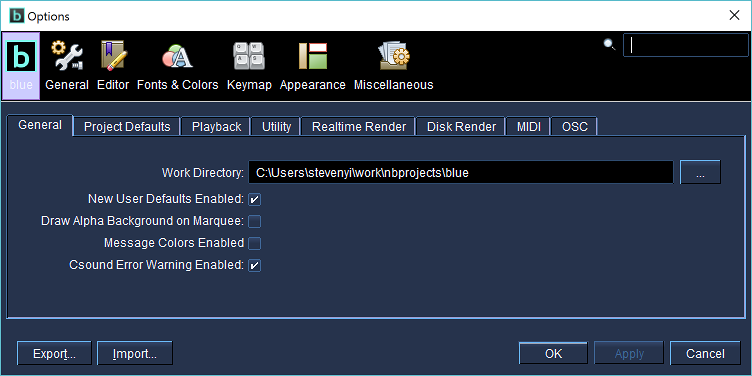 Options
b
blue General Editor Fonts & Colors Keymap Appearance Miscellaneous
General Project Defaults Playback Utility Realtime Render Disk Render MIDI OSC
Work Directory: C:\Users\stevenyi\work\nbprojects\blue ...
New User Defaults Enabled:
Draw Alpha Background on Marquee:
Message Colors Enabled
Csound Error Warning Enabled:
Export... Import... OK Apply Cancel